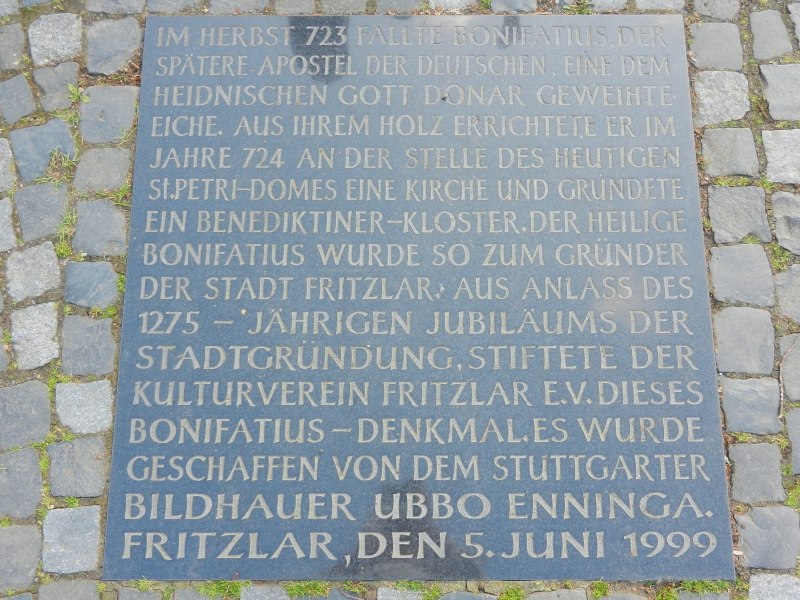 IM HERBST 723 FÄLLTE BONIFATIUS, DER
SPÄTERE APOSTEL DER DEUTSCHEN, EINE DEM
HEIDNISCHEN GOTT DONAR GEWEIHTE
EICHE. AUS IHREM HOLZ ERRICHTETE ER IM
JAHRE 724 AN DER STELLE DES HEUTIGEN
St.PETRI-DOMES EINE KIRCHE UND GRÜNDETE
EIN BENEDIKTINER-KLOSTER. DER HEILIGE
BONIFATIUS WURDE SO ZUM GRÜNDER
DER STADT FRITZLAR. AUS ANLASS DES
1275 - JÄHRIGEN JUBILÄUMS DER
STADTGRÜNDUNG, STIFTETE DER
KULTURVEREIN FRITZLAR E.V. DIESES
BONIFATIUS-DENKMAL. ES WURDE
GESCHAFFEN VON DEM STUTTGARTER
BILDHAUER UBBO ENNINGA.
FRITZLAR, DEN 5. JUNI 1999